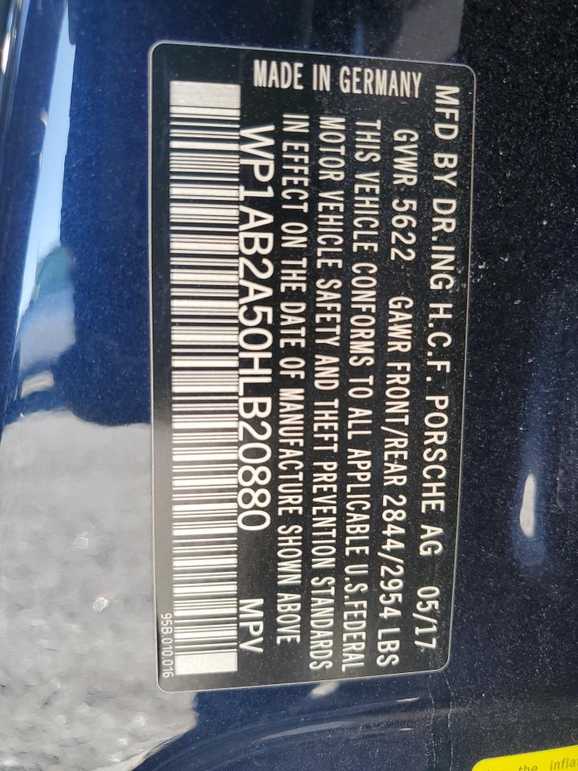 MFD BY DR.ING H.C.F. PORSCHE AG 05/17
GVWR 5622 GAWR FRONT/REAR 2844/2954 LBS
THIS VEHICLE CONFORMS TO ALL APPLICABLE U.S.FEDERAL
MOTOR VEHICLE SAFETY AND THEFT PREVENTION STANDARDS
IN EFFECT ON THE DATE OF MANUFACTURE SHOWN ABOVE
MADE IN GERMANY
WP1AB2A50HLB20880 MPV
95B.010.016
the infla